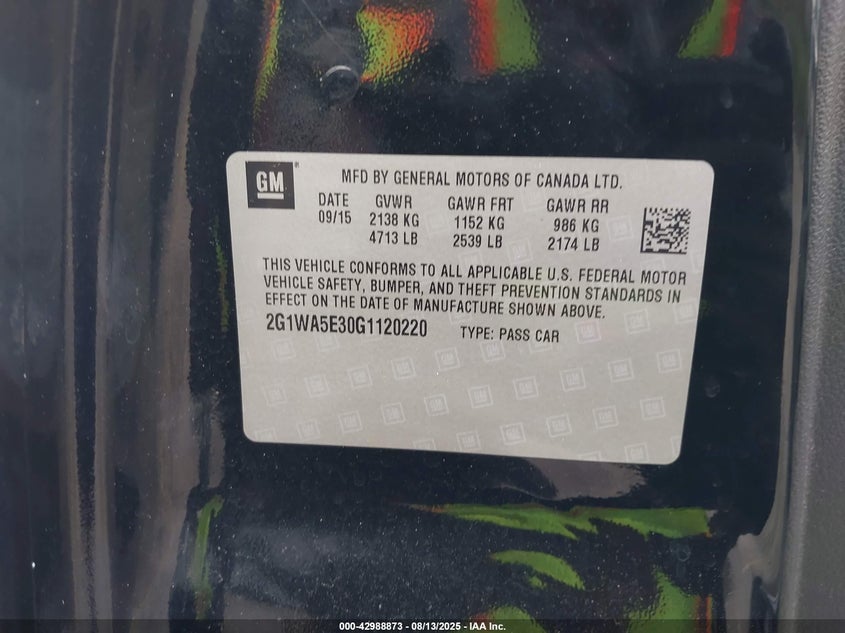 GM
MFD BY GENERAL MOTORS OF CANADA LTD.
DATE GVWR GAWR FRT GAWR RR
09/15 2138 KG 1152 KG 986 KG
4713 LB 2539 LB 2174 LB
THIS VEHICLE CONFORMS TO ALL APPLICABLE U.S. FEDERAL MOTOR
VEHICLE SAFETY, BUMPER, AND THEFT PREVENTION STANDARDS IN
EFFECT ON THE DATE OF MANUFACTURE SHOWN ABOVE.
2G1WA5E30G1120220 TYPE: PASS CAR
000-42988873 - 08/13/2025 - IAA Inc.